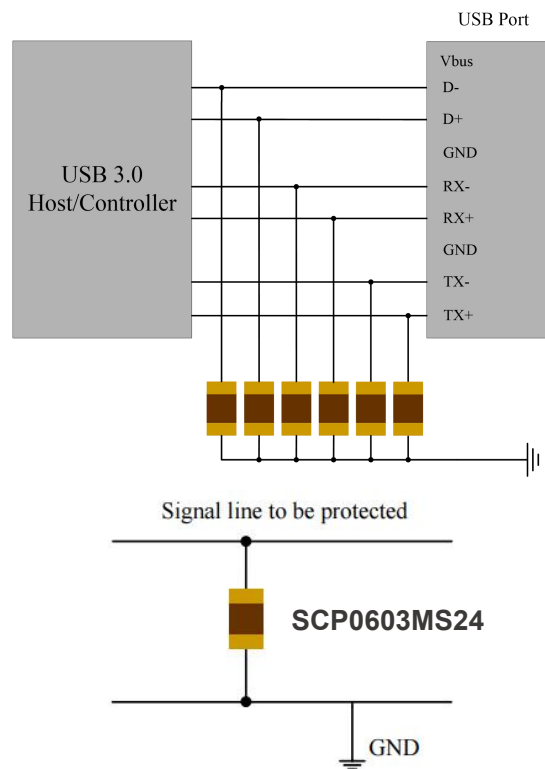 USB Port
Vbus
D-
D+
GND
USB 3.0
Host/Controller
RX-
RX+
GND
TX-
TX+
Signal line to be protected
SCP0603MS24
GND